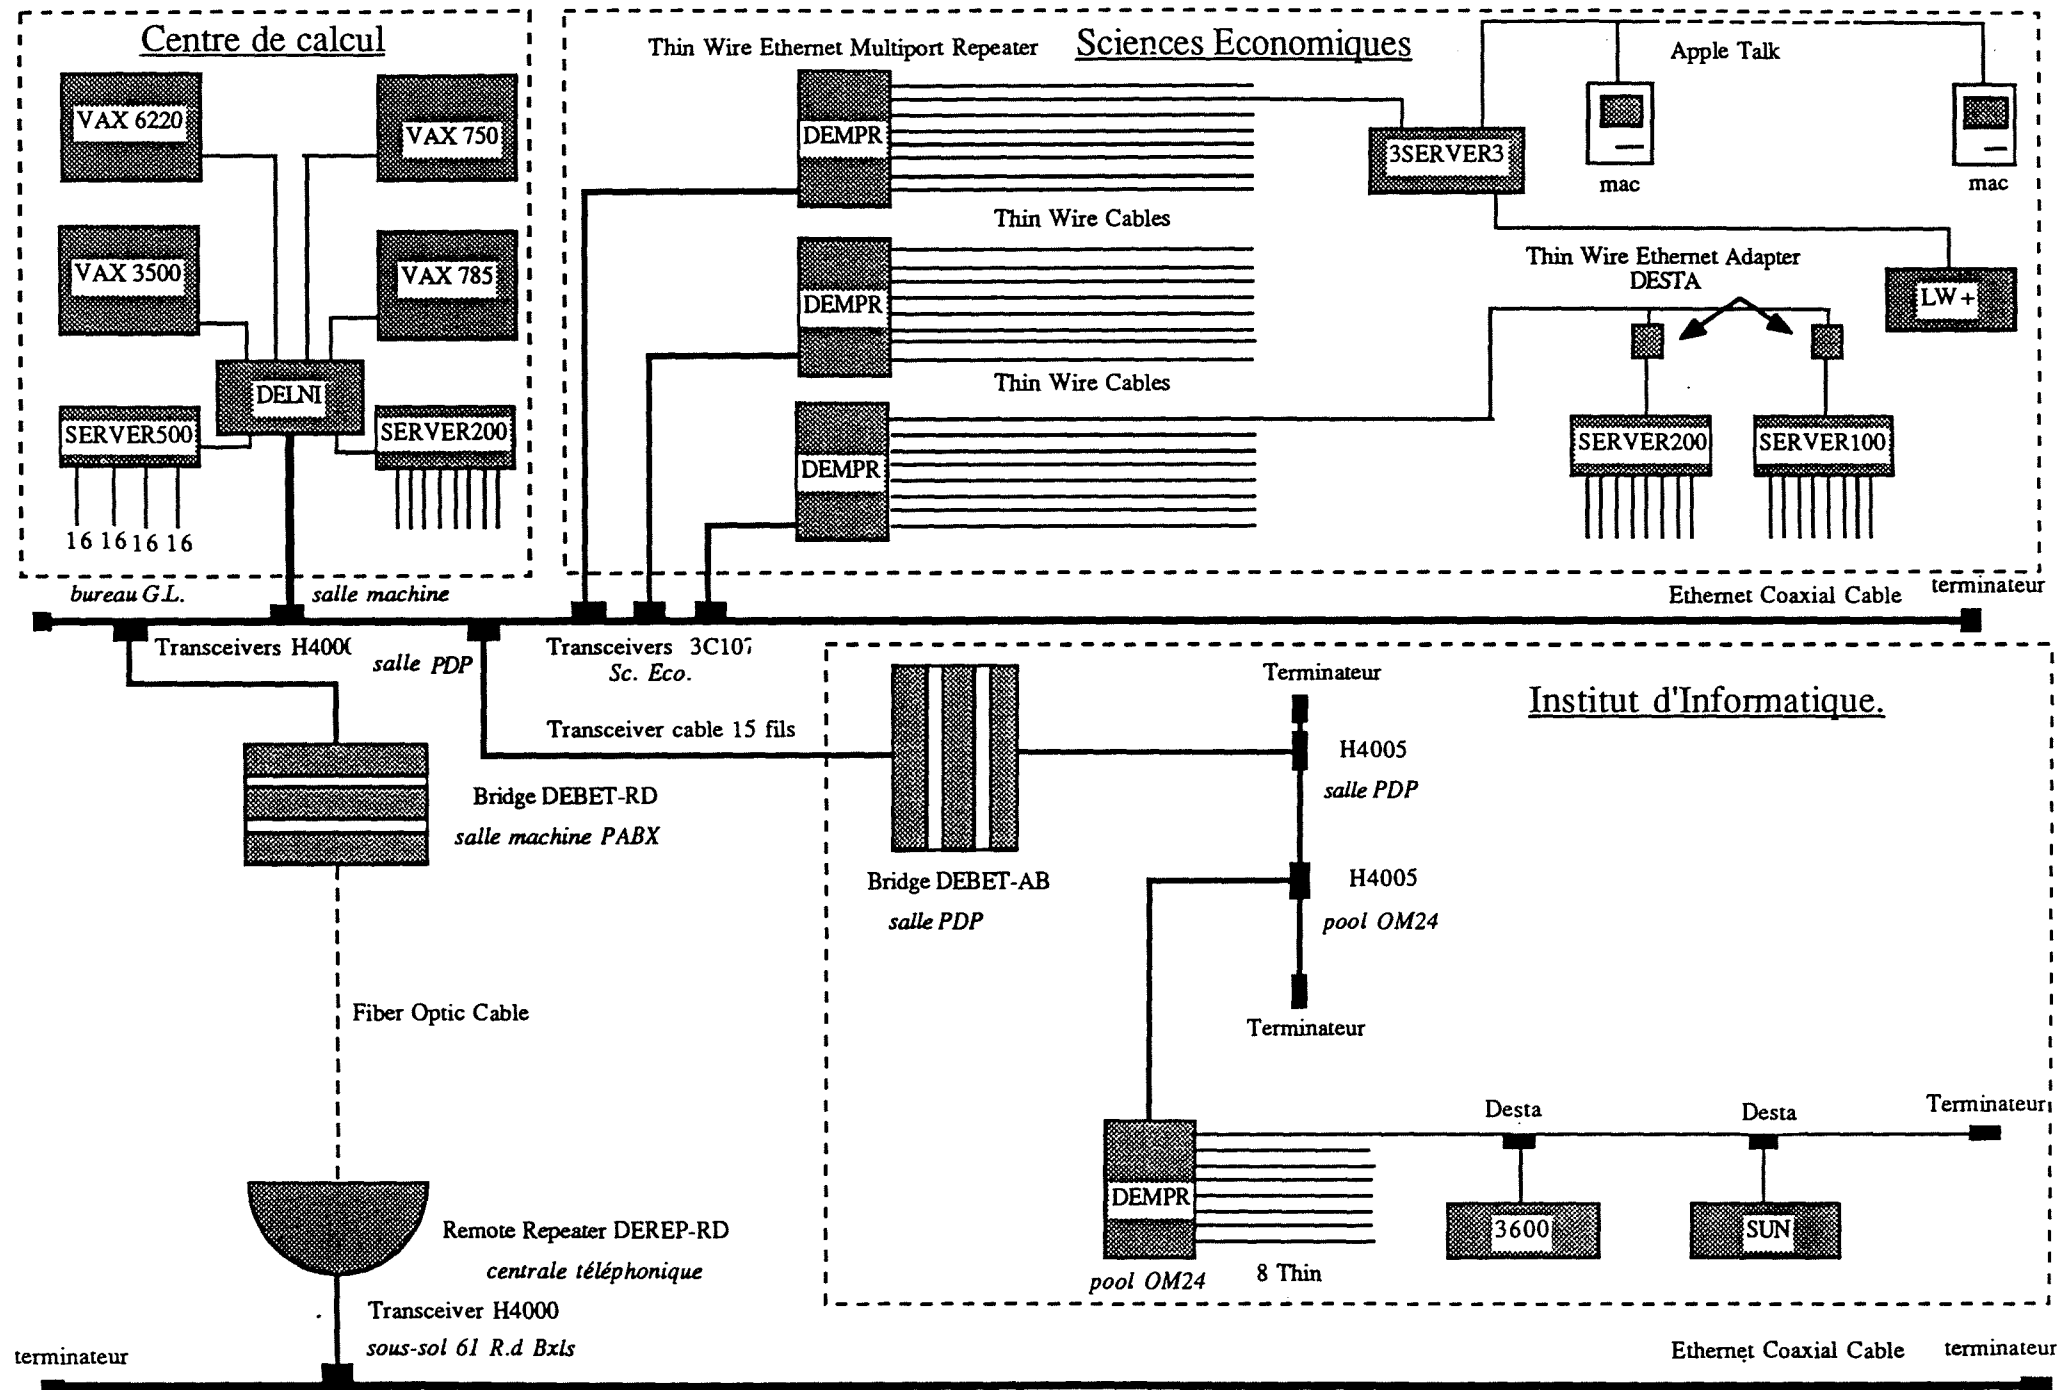 Centre de calcul
VAX 6220
VAX 750
VAX 3500
VAX 785
DELNI
SERVER500
SERVER200
16 16 16 16
Thin Wire Ethernet Multiport Repeater
Sciences Economiques
Apple Talk
DEMPR
3SERVER3
mac
mac
Thin Wire Cables
Thin Wire Ethernet Adapter
DESTA
LW +
DEMPR
Thin Wire Cables
DEMPR
SERVER200
SERVER100
bureau G.L.
salle machine
Ethernet Coaxial Cable
terminateur
Transceivers H400
salle PDP
Transceivers 3C107
Sc. Eco.
Transceiver cable 15 fils
Bridge DEBET-RD
salle machine PABX
Fiber Optic Cable
Remote Repeater DEREP-RD
centrale téléphonique
Transceiver H4000
sous-sol 61 R.d Bxls
Institut d'Informatique.
Terminateur
H4005
salle PDP
Bridge DEBET-AB
salle PDP
H4005
pool OM24
Terminateur
Desta
Desta
Terminateur
DEMPR
3600
SUN
pool OM24
8 Thin
terminateur
Ethernet Coaxial Cable
terminateur